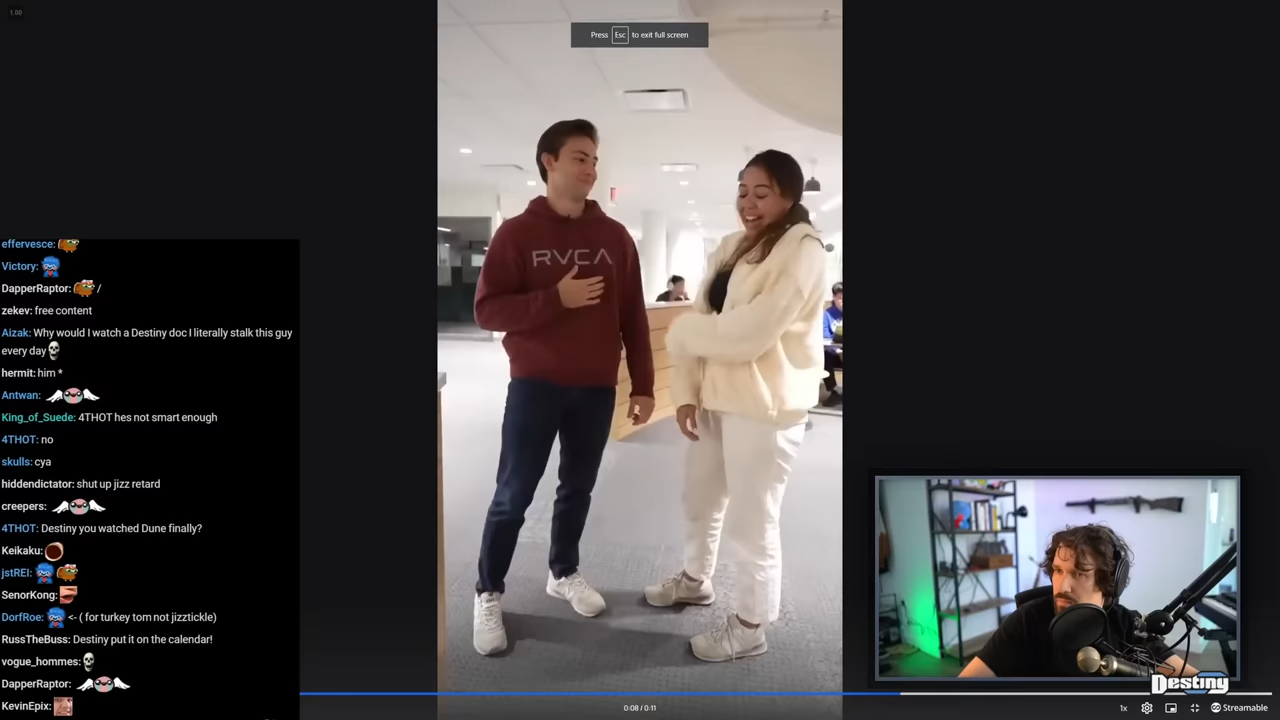 1.00
Press Esc to exit full screen
RVCA
effervesce:
Victory:
DapperRaptor: /
zekev: free content
Aizak: Why would I watch a Destiny doc I literally stalk this guy
every day
hermit: him *
Antwan:
King_of_Suede: 4THOT hes not smart enough
4THOT: no
skulls: cya
hiddendictator: shut up jizz retard
creepers:
4THOT: Destiny you watched Dune finally?
Keikaku:
jstREI:
SenorKong:
DorfRoe: <- ( for turkey tom not jizztickle)
RussTheBuss: Destiny put it on the calendar!
vogue_hommes:
DapperRaptor:
KevinEpix:
Destiny
0:08 / 0:11
1x
Streamable